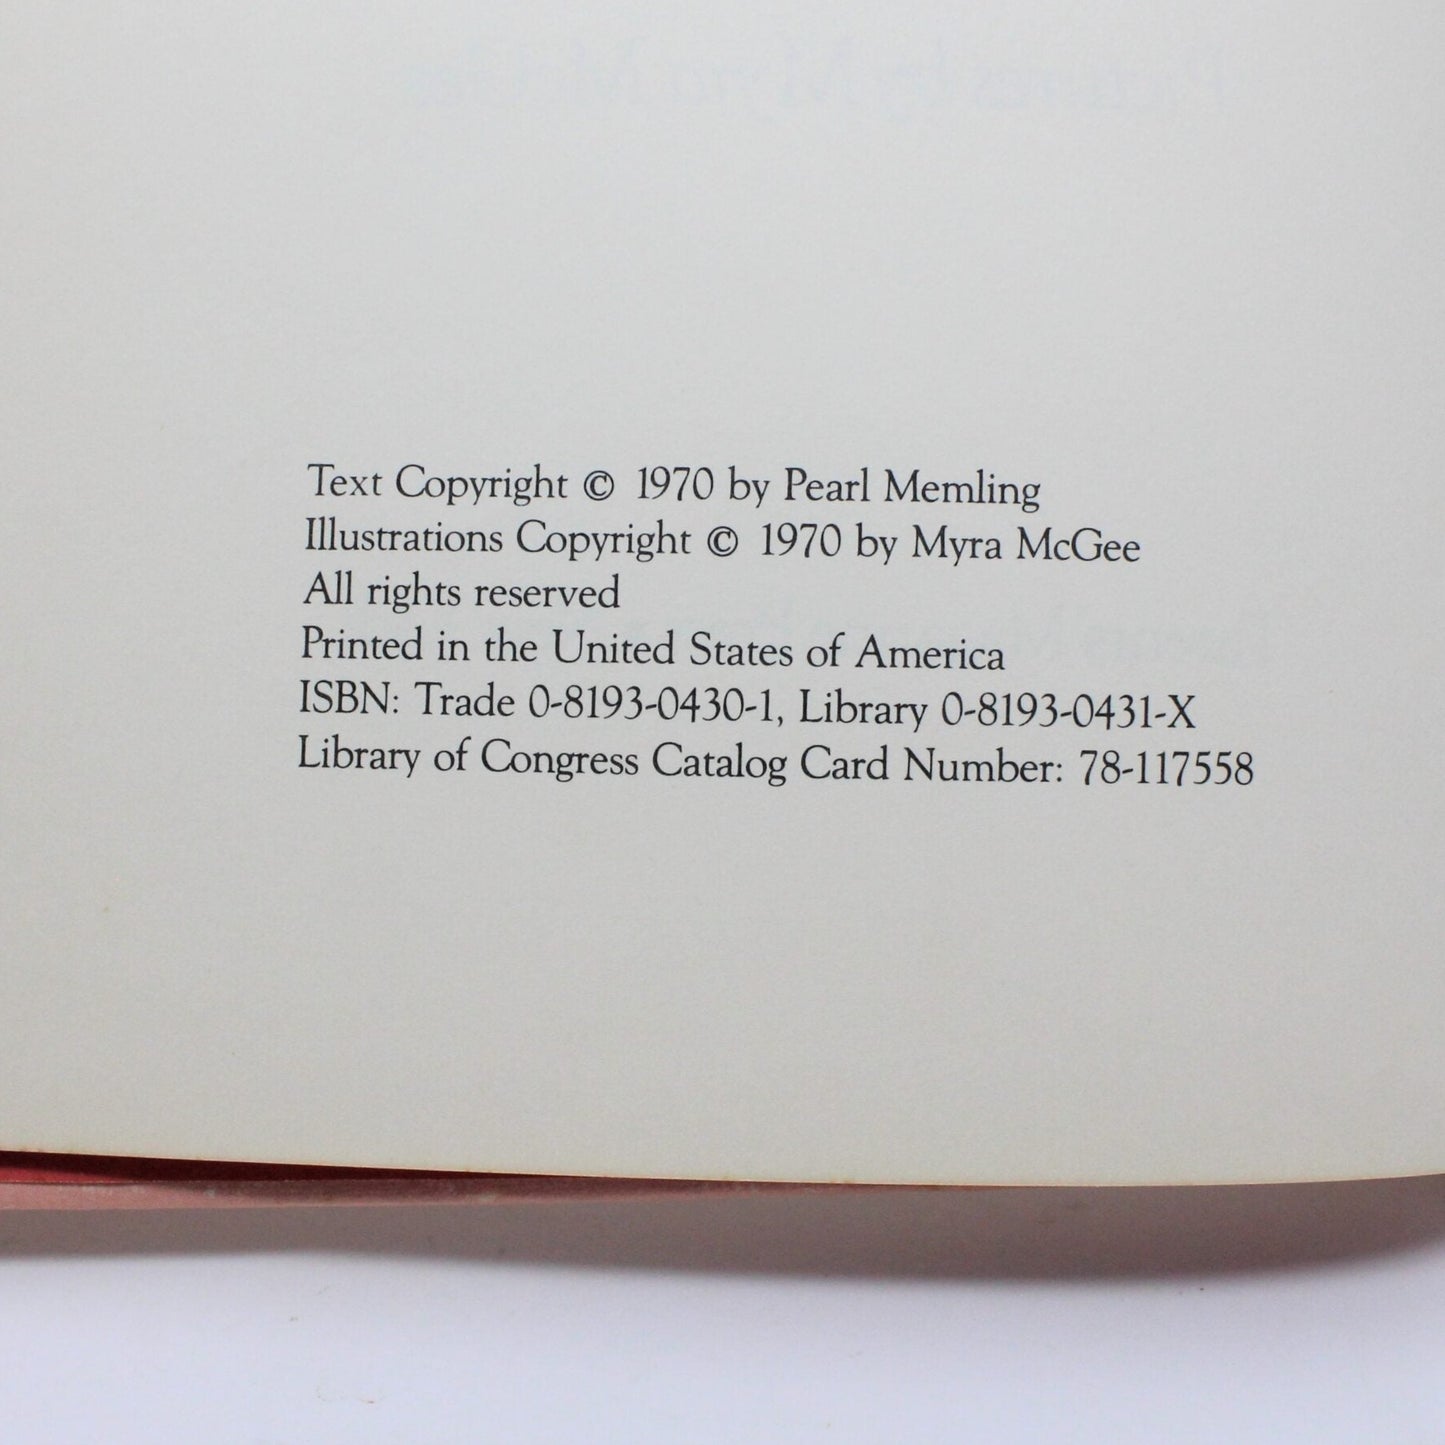 Text Copyright © 1970 by Pearl Memling
Illustrations Copyright © 1970 by Myra McGee
All rights reserved
Printed in the United States of America
ISBN: Trade 0-8193-0430-1, Library 0-8193-0431-X
Library of Congress Catalog Card Number: 78-117558